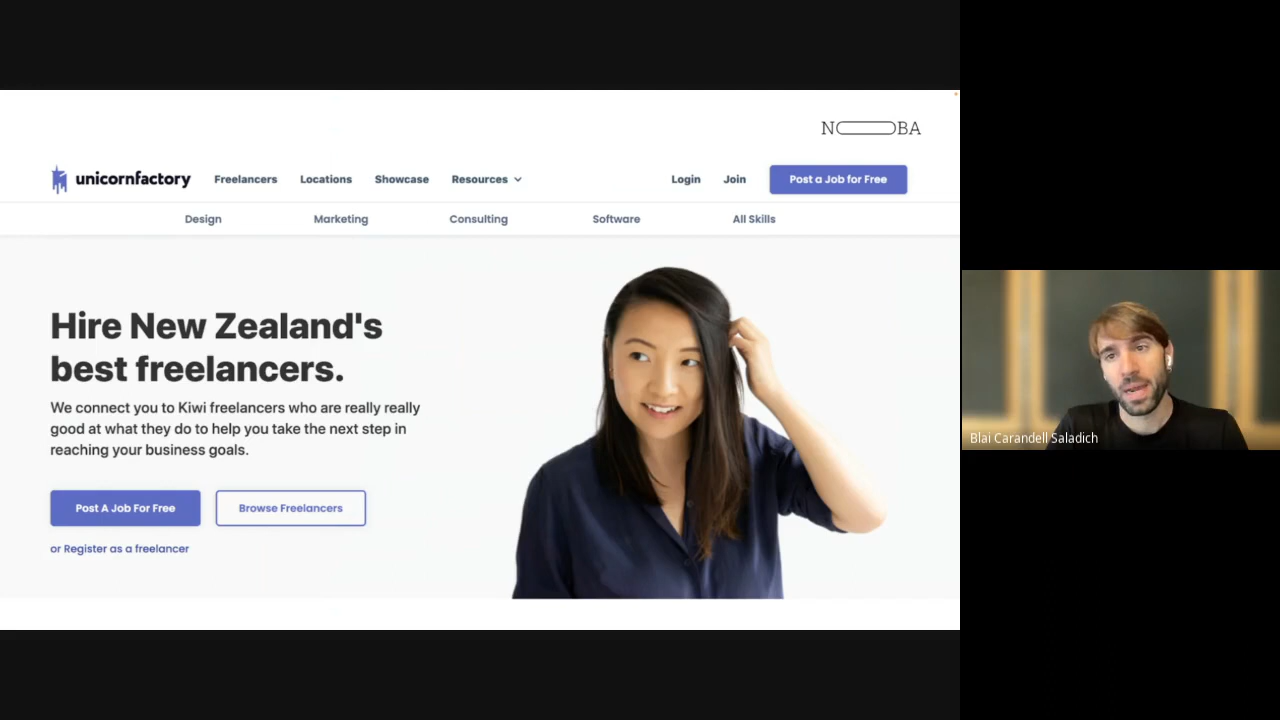 NOBA
unicornfactory
Freelancers
Locations
Showcase
Resources
Login
Join
Post a Job for Free
Design
Marketing
Consulting
Software
All Skills
Hire New Zealand's
best freelancers.
We connect you to Kiwi freelancers who are really really
good at what they do to help you take the next step in
reaching your business goals.
Post A Job For Free
Browse Freelancers
or Register as a freelancer
Blai Carandell Saladich